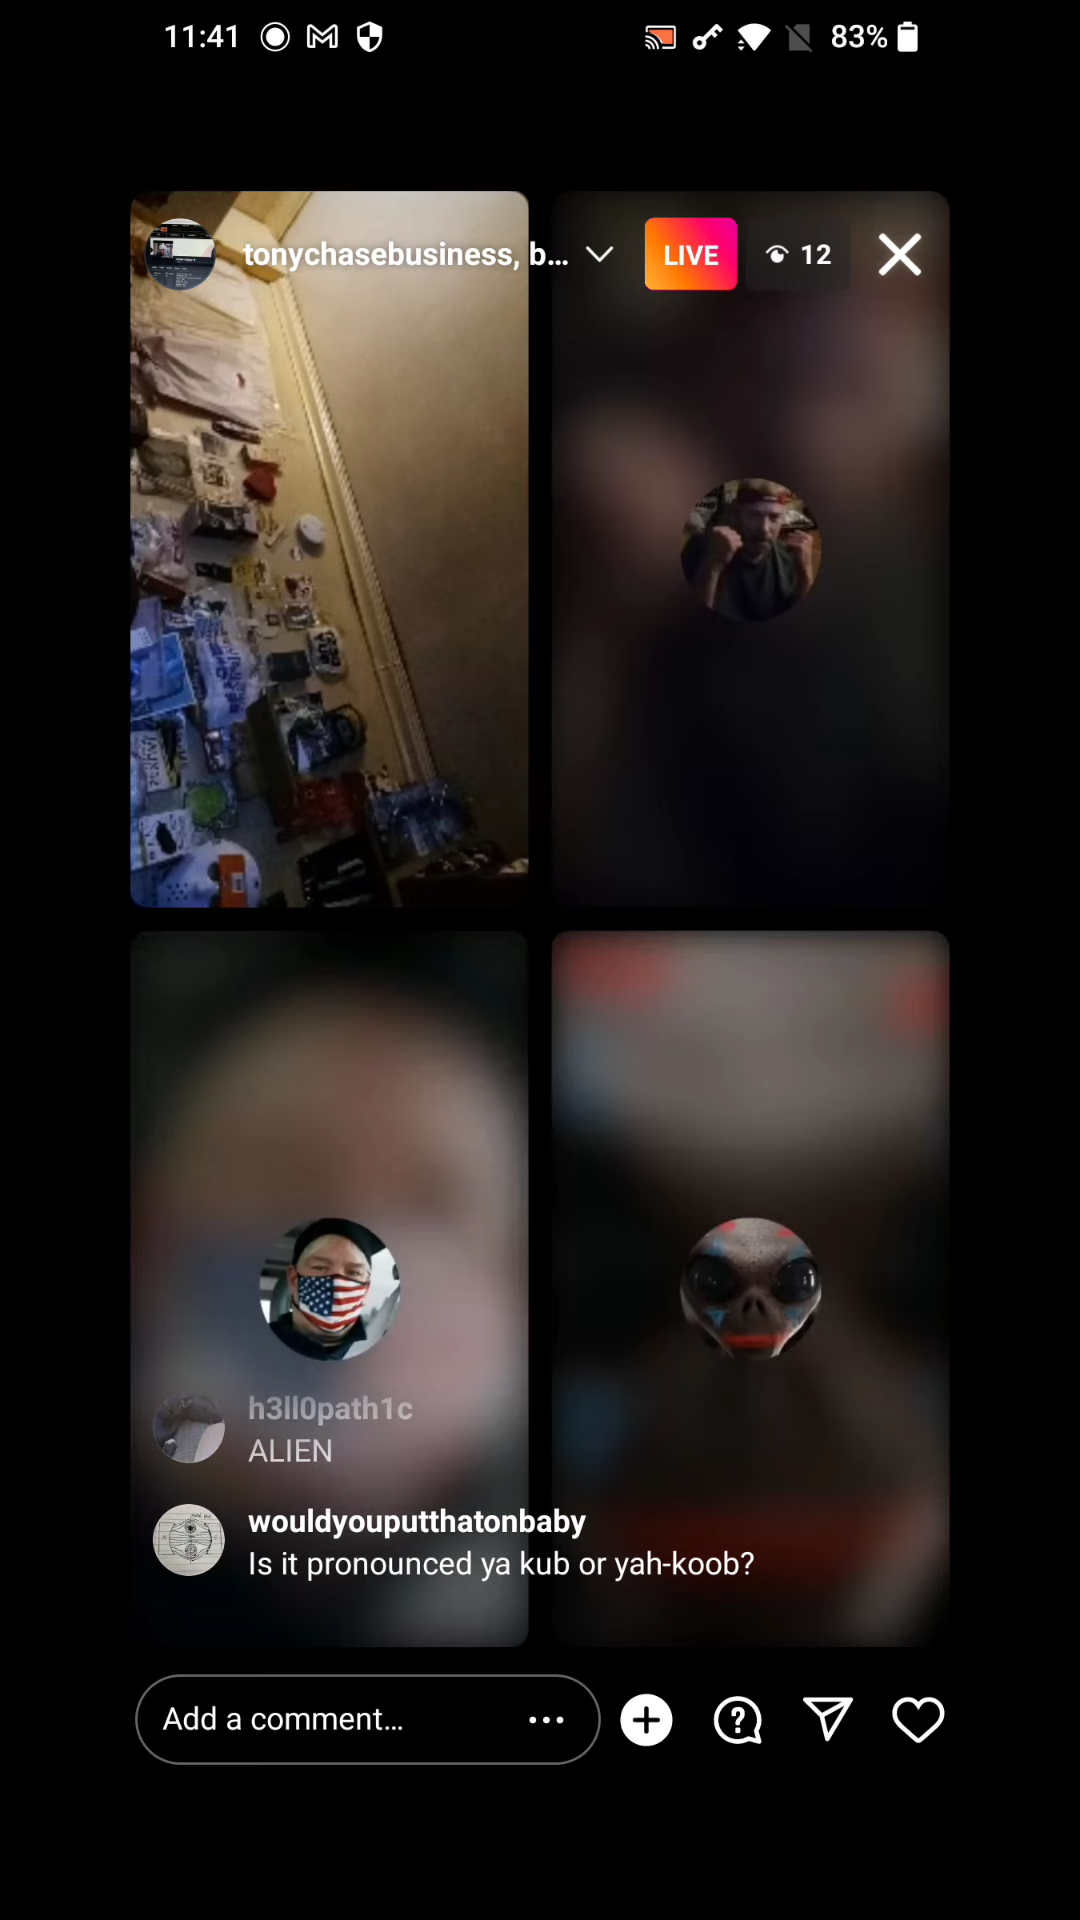 11:41
83%
tonychasebusiness, b...
LIVE
12
h3ll0path1c
ALIEN
wouldyouputthatonbaby
Is it pronounced ya kub or yah-koob?
Add a comment...